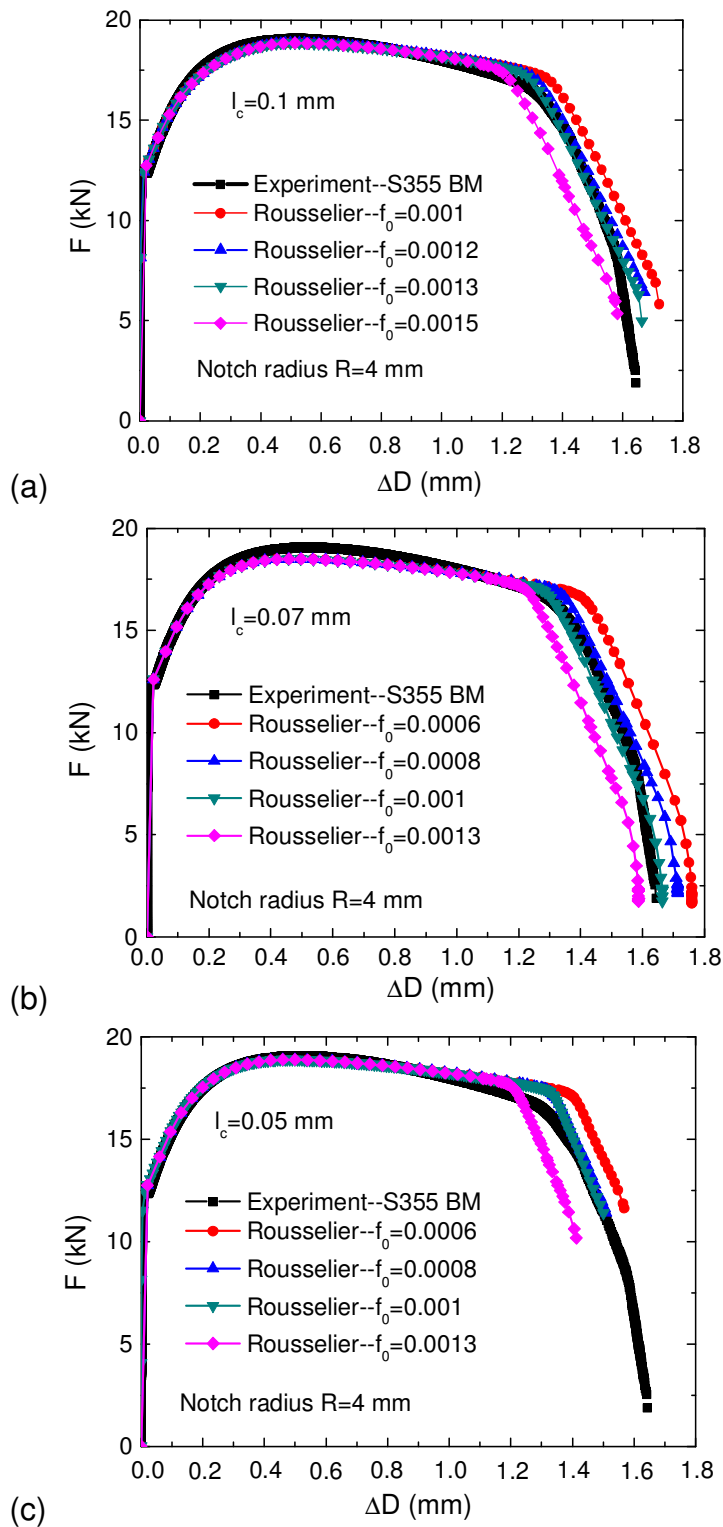 20
15
10
5
0
F (kN)
l_c=0.1 mm
Experiment--S355 BM
Rousselier--f_0=0.001
Rousselier--f_0=0.0012
Rousselier--f_0=0.0013
Rousselier--f_0=0.0015
Notch radius R=4 mm
0.0 0.2 0.4 0.6 0.8 1.0 1.2 1.4 1.6 1.8
ΔD (mm)
(a)
20
15
10
5
0
F (kN)
l_c=0.07 mm
Experiment--S355 BM
Rousselier--f_0=0.0006
Rousselier--f_0=0.0008
Rousselier--f_0=0.001
Rousselier--f_0=0.0013
Notch radius R=4 mm
0.0 0.2 0.4 0.6 0.8 1.0 1.2 1.4 1.6 1.8
ΔD (mm)
(b)
20
15
10
5
0
F (kN)
l_c=0.05 mm
Experiment--S355 BM
Rousselier--f_0=0.0006
Rousselier--f_0=0.0008
Rousselier--f_0=0.001
Rousselier--f_0=0.0013
Notch radius R=4 mm
0.0 0.2 0.4 0.6 0.8 1.0 1.2 1.4 1.6 1.8
ΔD (mm)
(c)